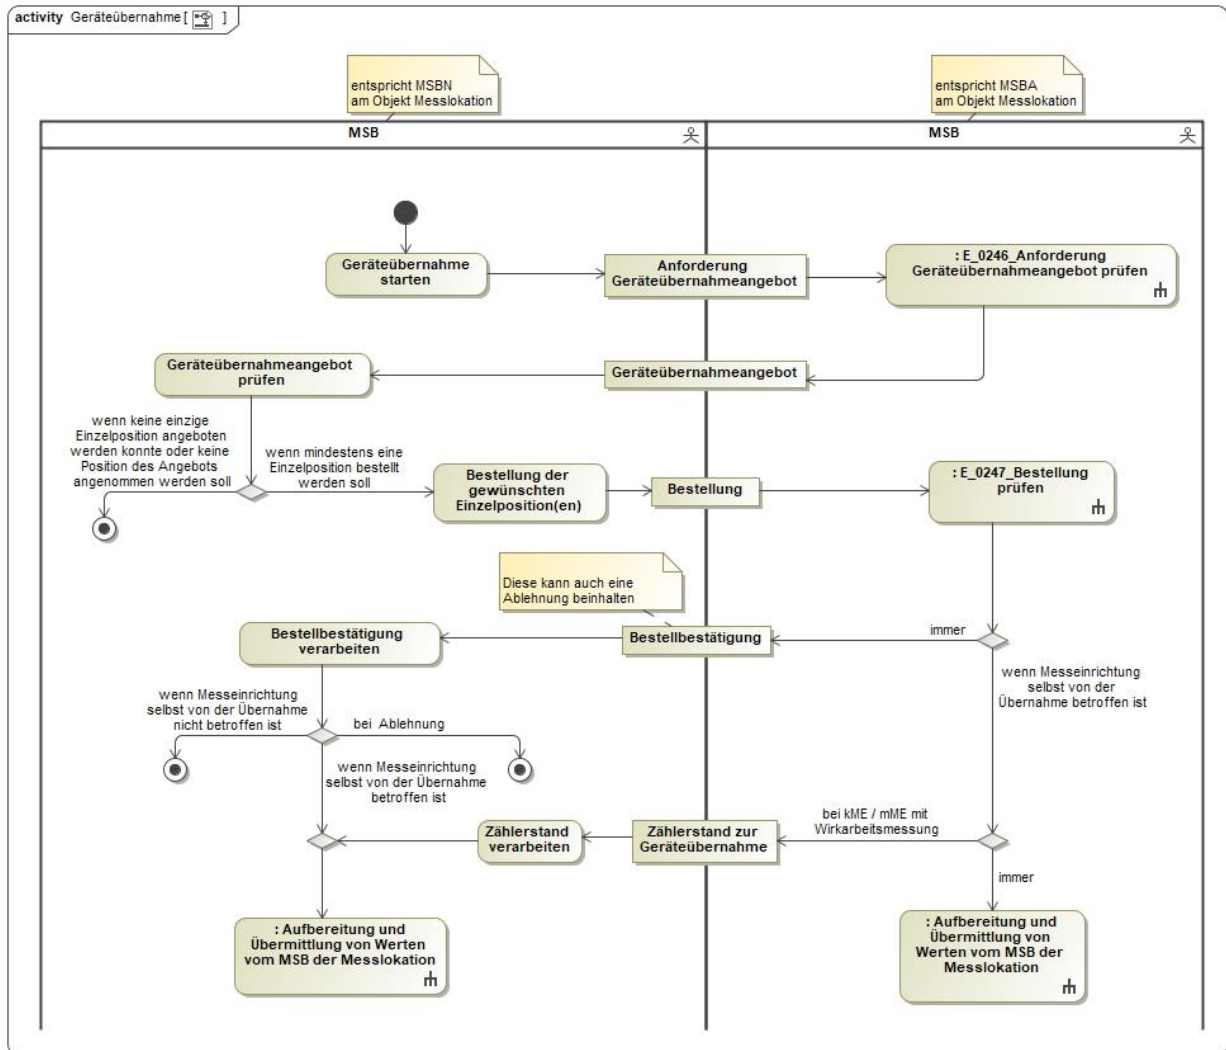 activity Geräteübernahme [ ]
entspricht MSBN
am Objekt Messlokation
entspricht MSBA
am Objekt Messlokation
MSB
MSB
Geräteübernahme
starten
Anforderung
Geräteübernahmeangebot
: E_0246_Anforderung
Geräteübernahmeangebot prüfen
Geräteübernahmeangebot
prüfen
Geräteübernahmeangebot
wenn keine einzige
Einzelposition angeboten
werden konnte oder keine
Position des Angebots
angenommen werden soll
wenn mindestens eine
Einzelposition bestellt
werden soll
Bestellung der
gewünschten
Einzelposition(en)
Bestellung
: E_0247_Bestellung
prüfen
Diese kann auch eine
Ablehnung beinhalten
Bestellbestätigung
verarbeiten
Bestellbestätigung
immer
wenn Messeinrichtung
selbst von der
Übernahme betroffen ist
wenn Messeinrichtung
selbst von der Übernahme
nicht betroffen ist
bei Ablehnung
wenn Messeinrichtung
selbst von der Übernahme
betroffen ist
Zählerstand
verarbeiten
Zählerstand zur
Geräteübernahme
bei kME / mME mit
Wirkarbeitsmessung
immer
: Aufbereitung und
Übermittlung von Werten
vom MSB der Messlokation
: Aufbereitung und
Übermittlung von
Werten vom MSB der
Messlokation